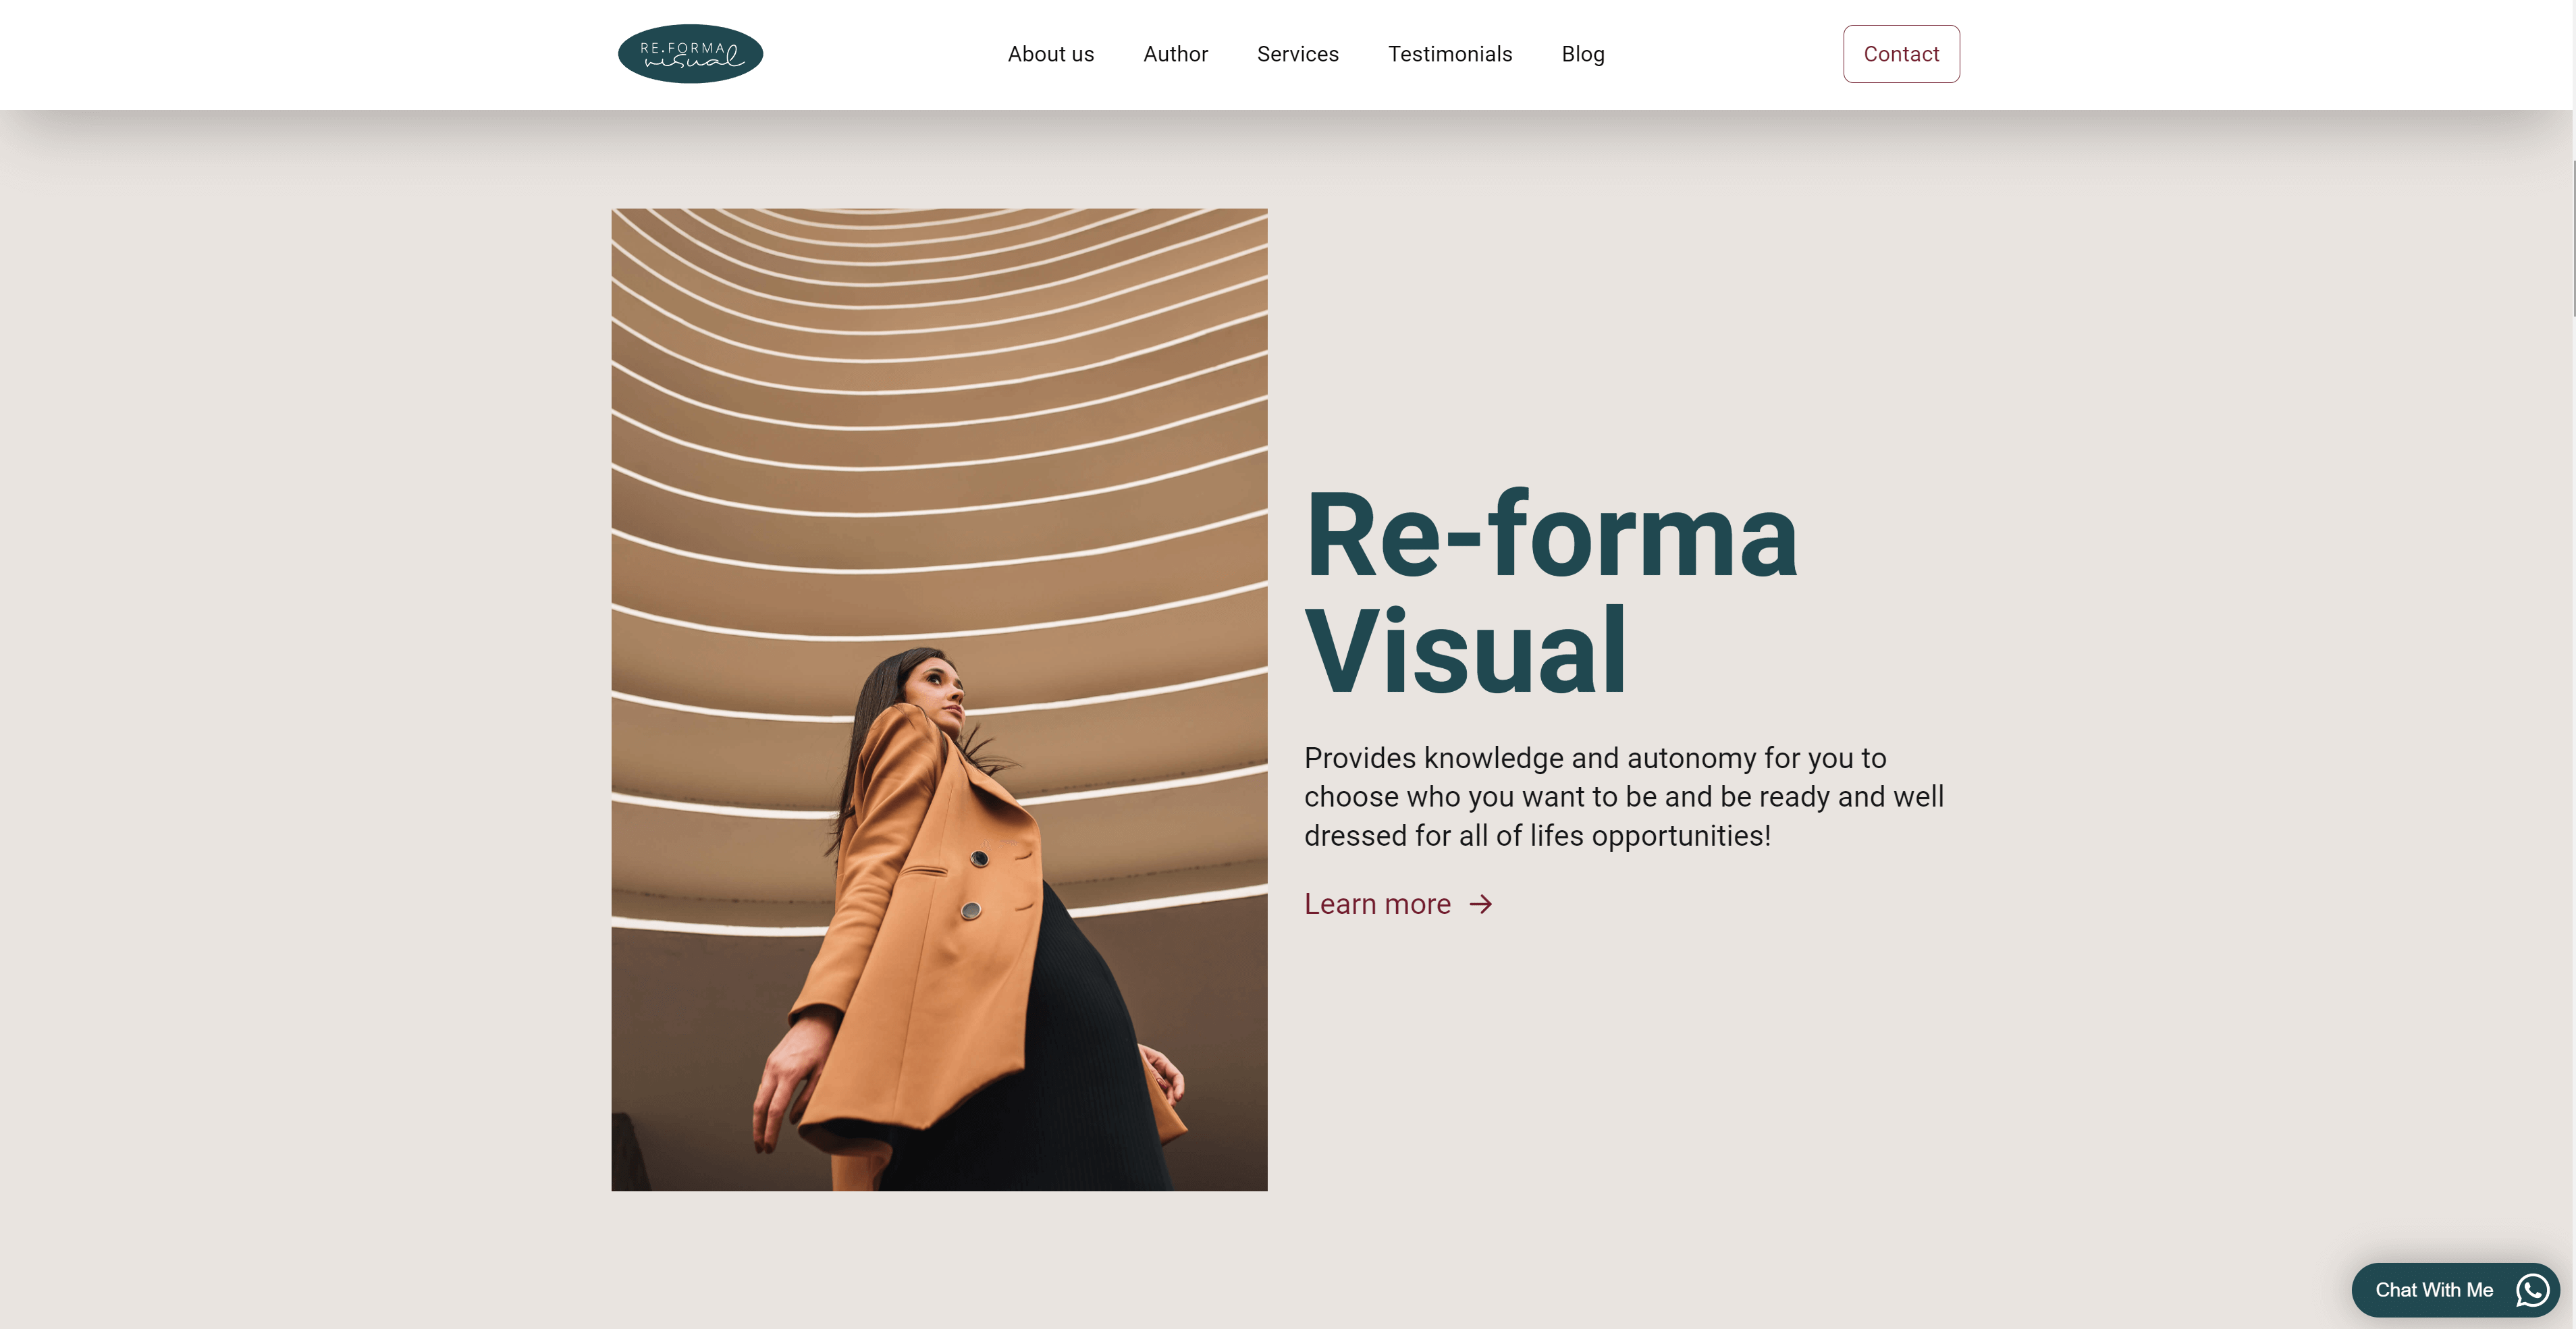 RE.FORMA
visual
About us
Author
Services
Testimonials
Blog
Contact
Re-forma
Visual
Provides knowledge and autonomy for you to
choose who you want to be and be ready and well
dressed for all of lifes opportunities!
Learn more
Chat With Me